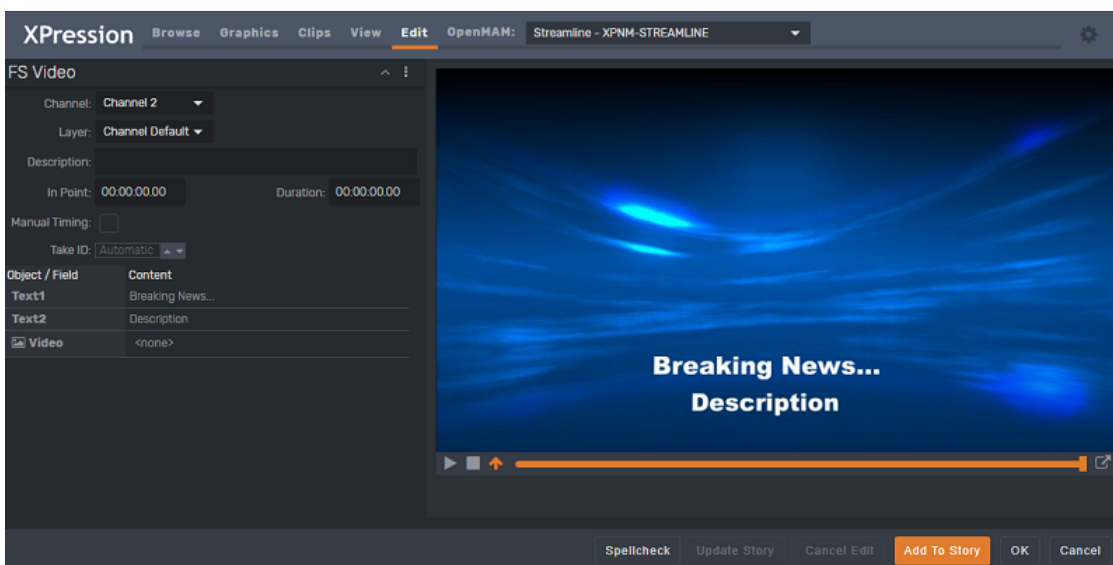 XPression Browse Graphics Clips View Edit OpenMAM: Streamline - XPNM-STREAMLINE
FS Video
Channel: Channel 2
Layer: Channel Default
Description:
In Point: 00:00:00.00 Duration: 00:00:00.00
Manual Timing:
Take ID: Automatic
Object / Field Content
Text1 Breaking News...
Text2 Description
Video <none>
Breaking News...
Description
Spellcheck Update Story Cancel Edit Add To Story OK Cancel